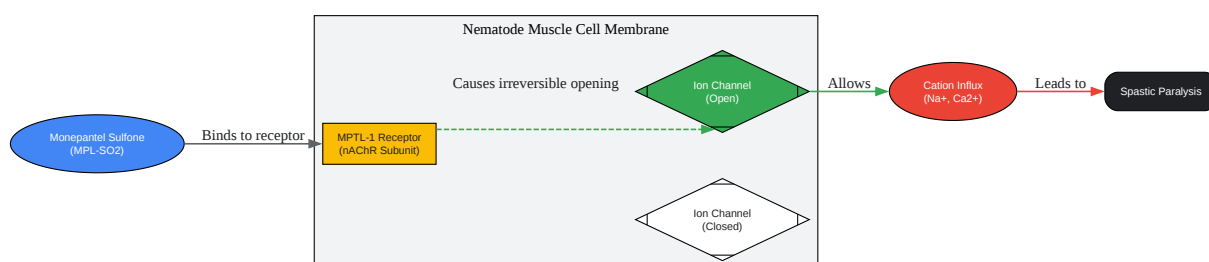 Nematode Muscle Cell Membrane
Monepantel Sulfone
(MPL-SO2)
Binds to receptor
MPTL-1 Receptor
(nAChR Subunit)
Causes irreversible opening
Ion Channel
(Open)
Allows
Cation Influx
(Na+, Ca2+)
Leads to
Spastic Paralysis
Ion Channel
(Closed)